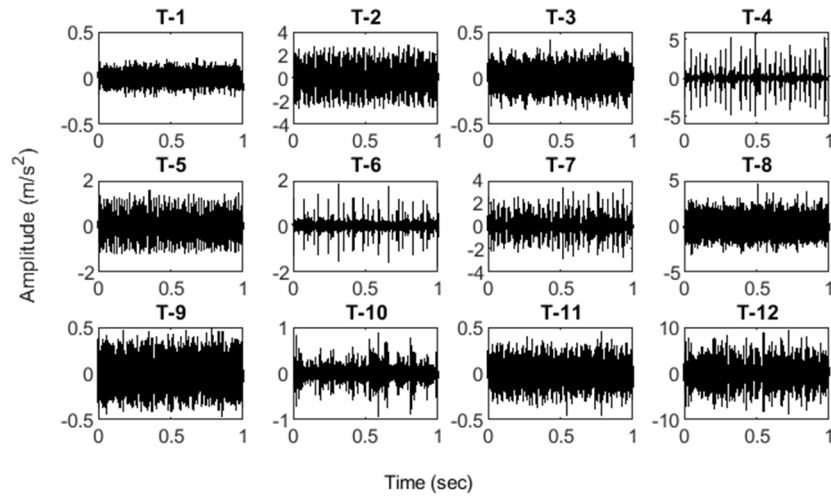 T-1 T-2 T-3 T-4
0.5 4 0.5 5
0 2 0 0
-0.5 0 -0.5 -5
-2
-4
0 0.5 1 0 0.5 1 0 0.5 1 0 0.5 1
T-5 T-6 T-7 T-8
2 2 4 5
0 0 2 0
-2 -2 0 -5
-2
-4
0 0.5 1 0 0.5 1 0 0.5 1 0 0.5 1
T-9 T-10 T-11 T-12
0.5 1 0.5 10
0 0 0 0
-0.5 -1 -0.5 -10
0 0.5 1 0 0.5 1 0 0.5 1 0 0.5 1
Amplitude (m/s²)
Time (sec)